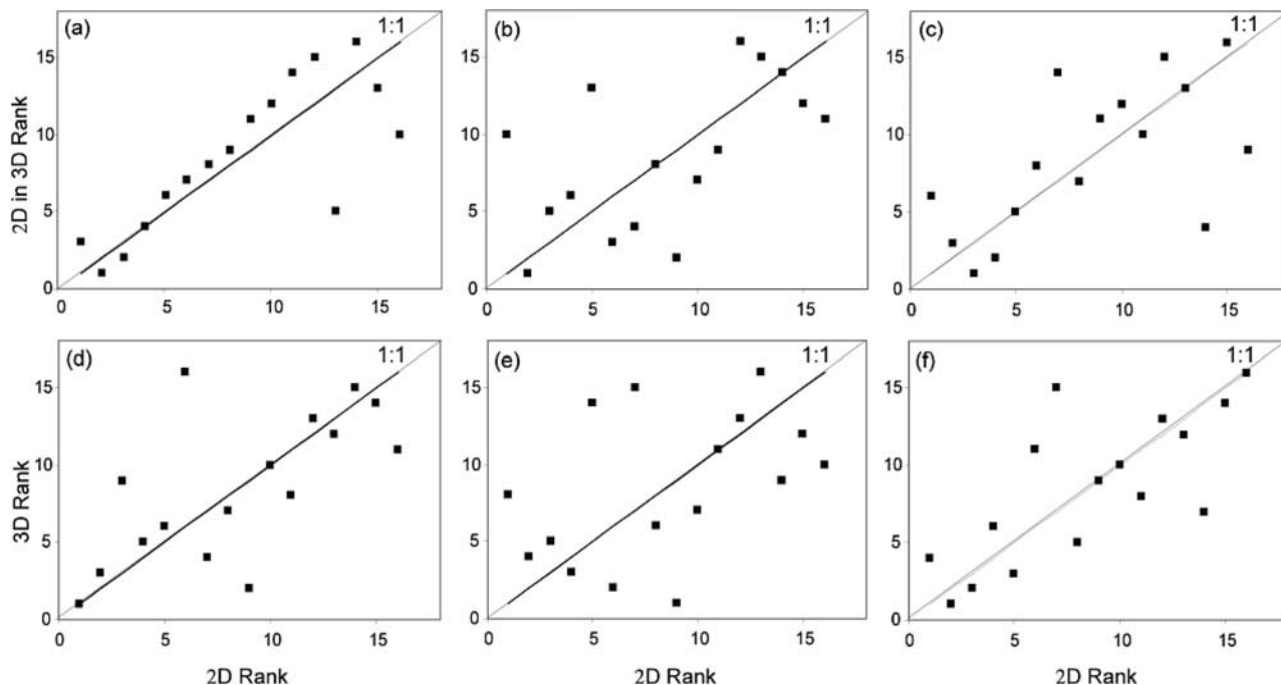 (a) 1:1 (b) 1:1 (c) 1:1
15 15 15
10 10 10
5 5 5
0 0 0
0 5 10 15 0 5 10 15 0 5 10 15
2D in 3D Rank
(d) 1:1 (e) 1:1 (f) 1:1
15 15 15
10 10 10
5 5 5
0 0 0
0 5 10 15 0 5 10 15 0 5 10 15
3D Rank
2D Rank 2D Rank 2D Rank